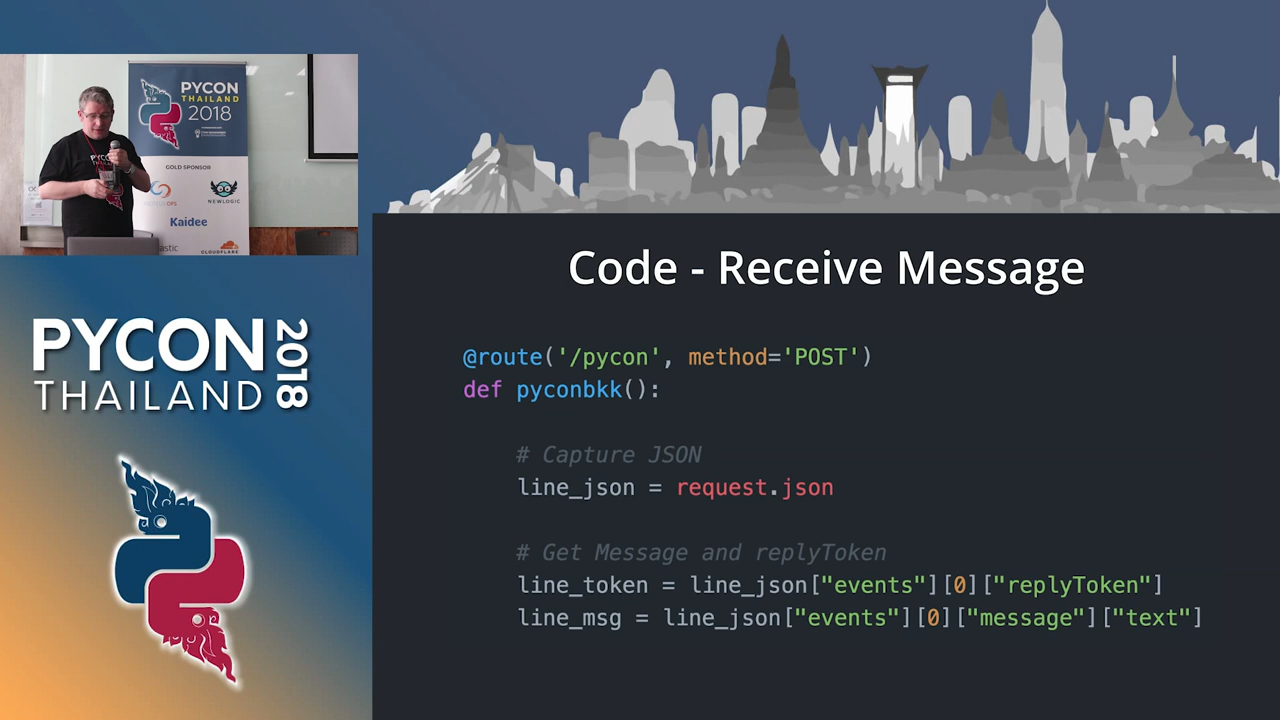 PYCON
THAILAND
2018
GOLD SPONSOR
NEWLOGIC
Kaidee
CLOUDFLARE
PYCON 2018
THAILAND
Code - Receive Message
@route('/pycon', method='POST')
def pyconbkk():
# Capture JSON
line_json = request.json
# Get Message and replyToken
line_token = line_json["events"][0]["replyToken"]
line_msg = line_json["events"][0]["message"]["text"]